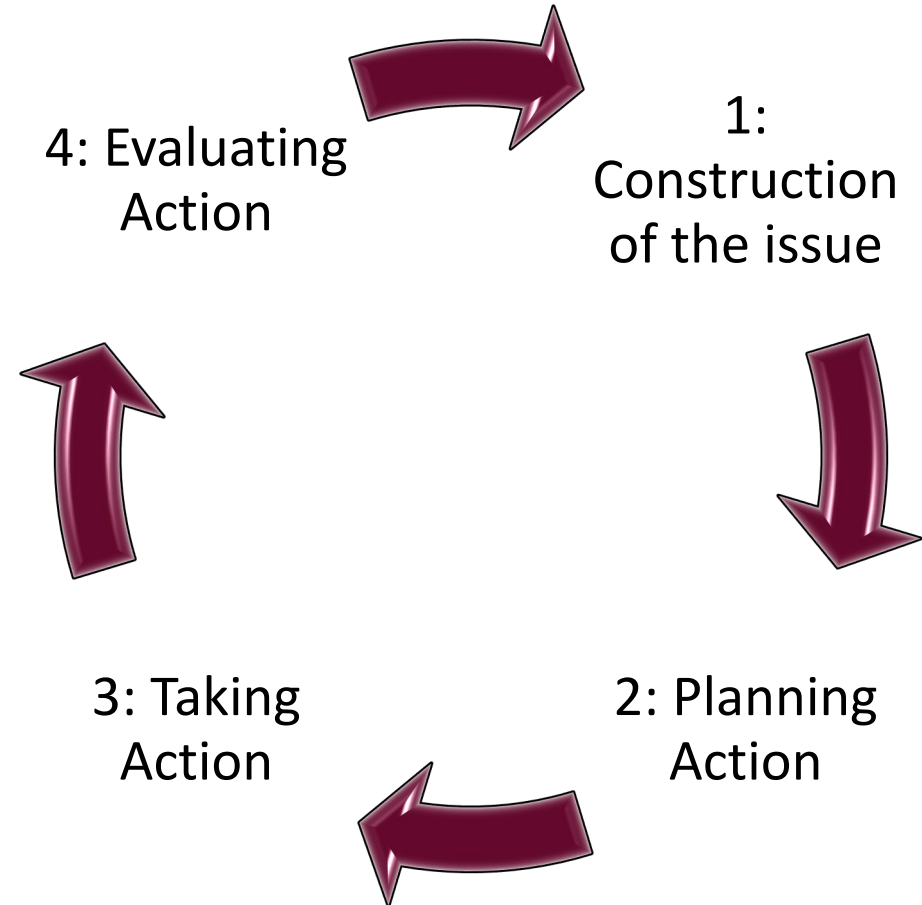 1:
Construction
of the issue
2: Planning
Action
3: Taking
Action
4: Evaluating
Action